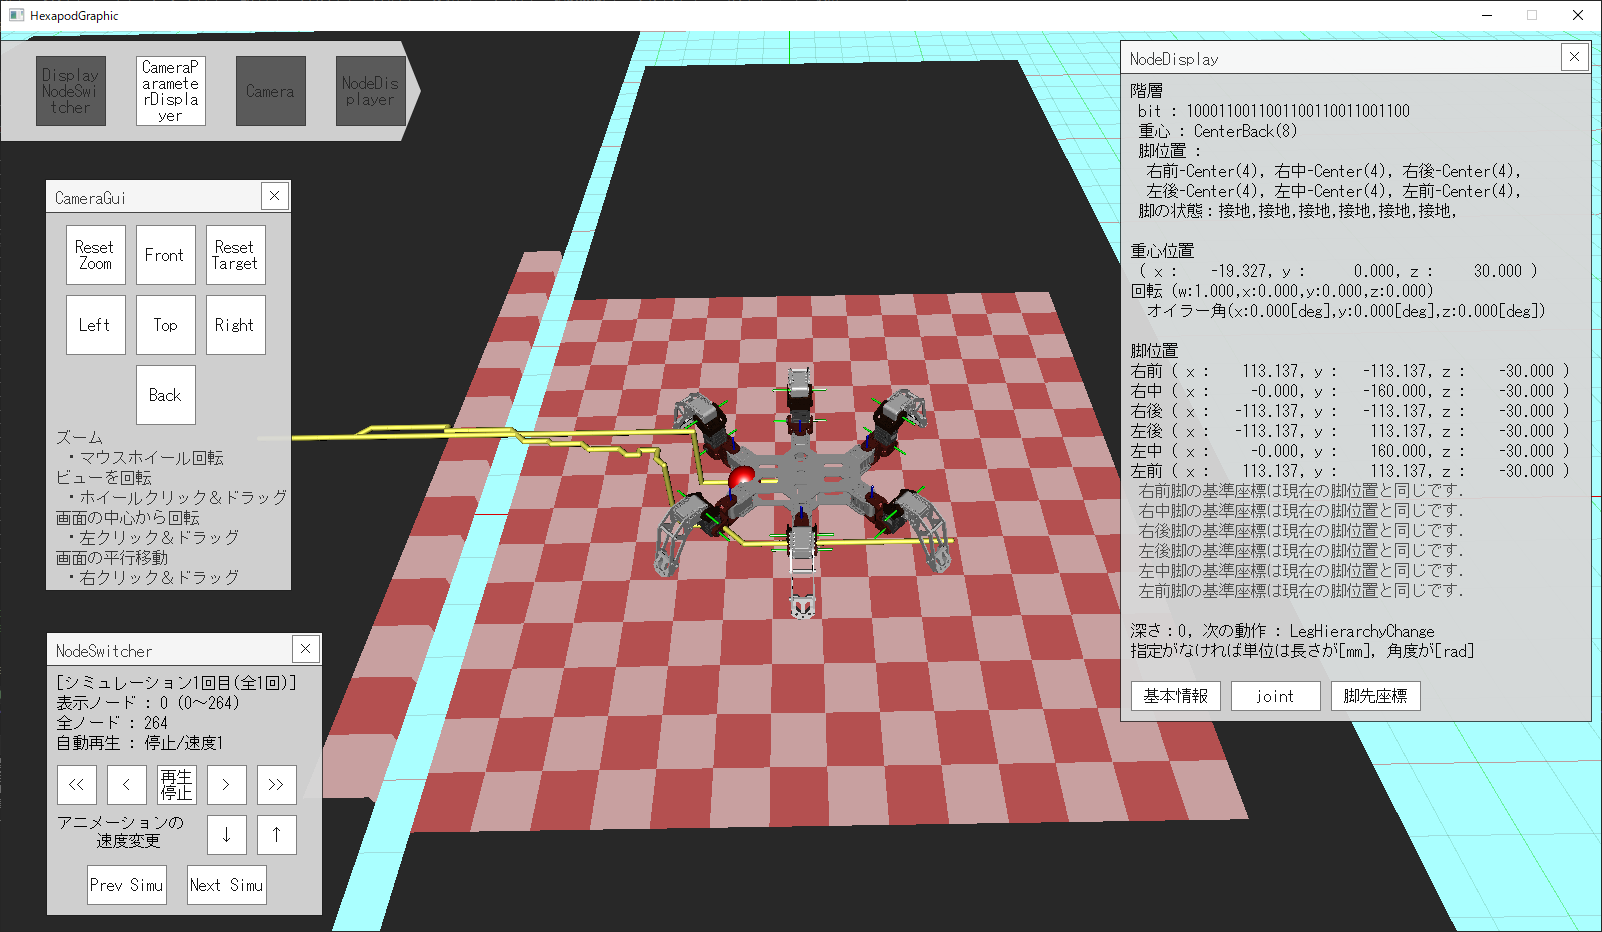 HexapodGraphic
Display
NodeSwi
tcher
CameraP
aramete
rDispla
yer
Camera
NodeDis
player
CameraGui
Reset
Zoom
Front
Reset
Target
Left
Top
Right
Back
ズーム
・マウスホイール回転
ビューを回転
・ホイールクリック＆ドラッグ
画面の中心から回転
・左クリック＆ドラッグ
画面の平行移動
・右クリック＆ドラッグ
NodeSwitcher
[シミュレーション1回目(全1回)]
表示ノード : 0 (0～264)
全ノード : 264
自動再生 : 停止/速度1
<<
<
再生
停止
>
>>
アニメーションの
速度変更
↓
↑
Prev Simu
Next Simu
NodeDisplay
階層
bit : 1000110011001100110011001100
重心 : CenterBack(8)
脚位置 :
右前-Center(4), 右中-Center(4), 右後-Center(4),
左後-Center(4), 左中-Center(4), 左前-Center(4),
脚の状態：接地,接地,接地,接地,接地,接地,
重心位置
( x : -19.327, y : 0.000, z : 30.000 )
回転 (w:1.000,x:0.000,y:0.000,z:0.000)
オイラー角(x:0.000[deg],y:0.000[deg],z:0.000[deg])
脚位置
右前 ( x : 113.137, y : -113.137, z : -30.000 )
右中 ( x : -0.000, y : -160.000, z : -30.000 )
右後 ( x : -113.137, y : -113.137, z : -30.000 )
左後 ( x : -113.137, y : 113.137, z : -30.000 )
左中 ( x : -0.000, y : 160.000, z : -30.000 )
左前 ( x : 113.137, y : 113.137, z : -30.000 )
右前脚の基準座標は現在の脚位置と同じです.
右中脚の基準座標は現在の脚位置と同じです.
右後脚の基準座標は現在の脚位置と同じです.
左後脚の基準座標は現在の脚位置と同じです.
左中脚の基準座標は現在の脚位置と同じです.
左前脚の基準座標は現在の脚位置と同じです.
深さ：0, 次の動作 : LegHierarchyChange
指定がなければ単位は長さが[mm], 角度が[rad]
基本情報
joint
脚先座標